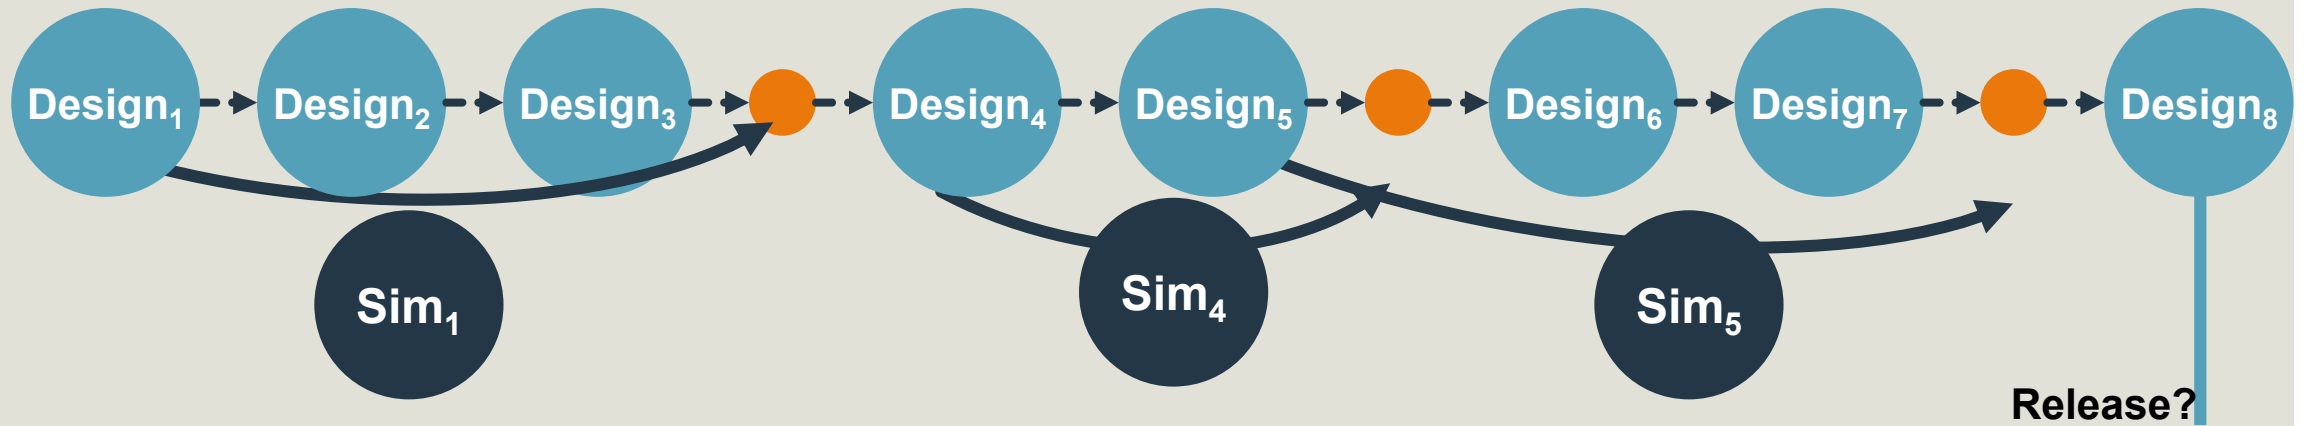 Design₁ Design₂ Design₃ Design₄ Design₅ Design₆ Design₇ Design₈
Sim₁ Sim₄ Sim₅
Release?